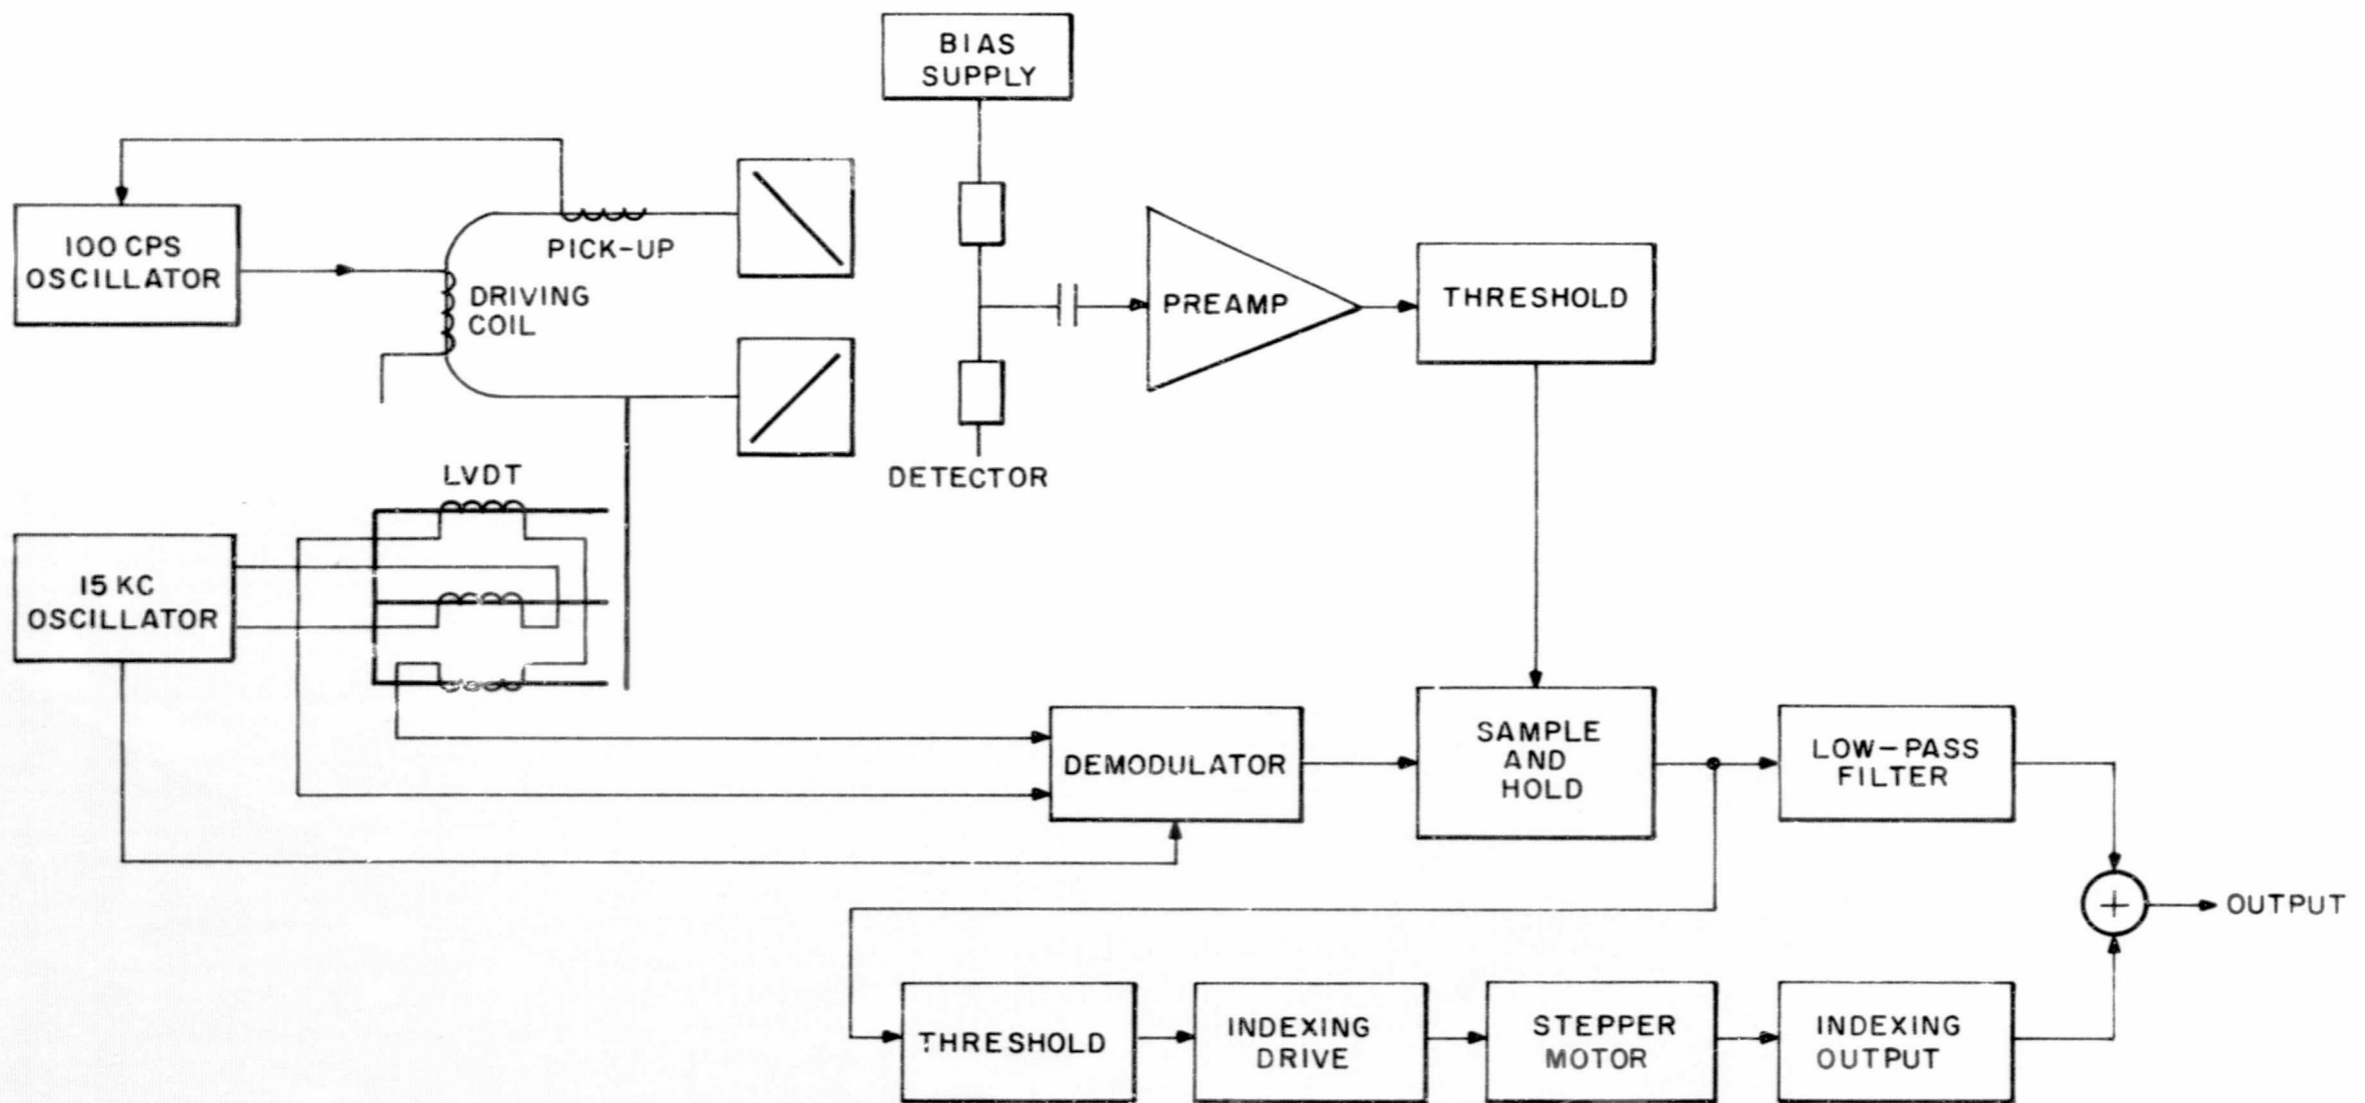 BIAS
SUPPLY
100 CPS
OSCILLATOR
PICK-UP
DRIVING
COIL
PREAMP
THRESHOLD
DETECTOR
LVDT
15 KC
OSCILLATOR
DEMODULATOR
SAMPLE
AND
HOLD
LOW-PASS
FILTER
+
OUTPUT
THRESHOLD
INDEXING
DRIVE
STEPPER
MOTOR
INDEXING
OUTPUT